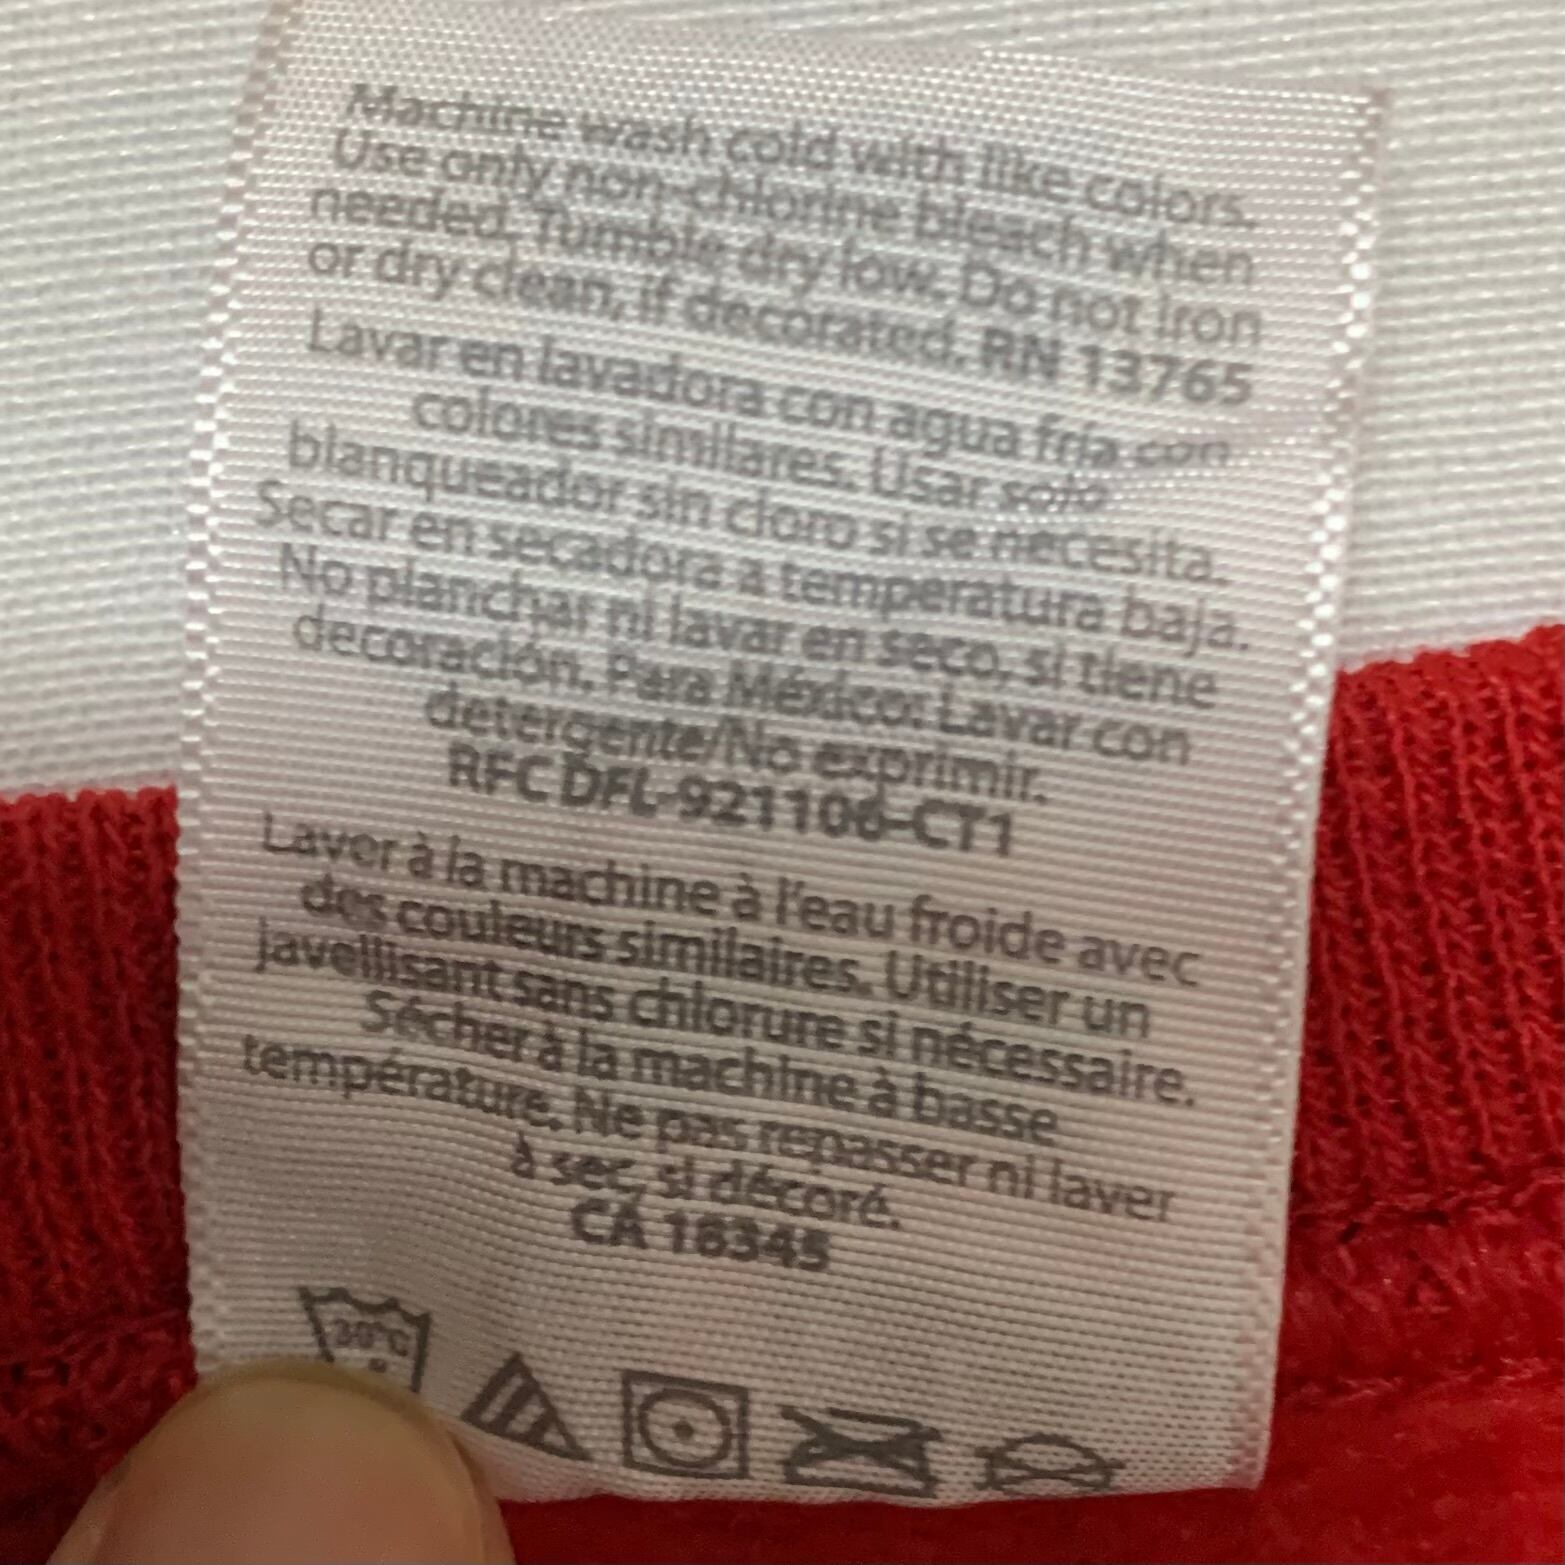 Machine wash cold with like colors.
Use only non-chlorine bleach when
needed. Tumble dry low. Do not iron
or dry clean, if decorated. RN 13765
Lavar en lavadora con agua fría con
colores similares. Usar solo
blanqueador sin cloro si se necesita.
Secar en secadora a temperatura baja.
No planchar ni lavar en seco, si tiene
decoración. Para México: Lavar con
detergente/No exprimir.
RFC DFL-921106-CT1
Laver à la machine à l'eau froide avec
des couleurs similaires. Utiliser un
javellisant sans chlorure si nécessaire.
Sécher à la machine à basse
température. Ne pas repasser ni laver
à sec, si décoré.
CA 18345
30°C